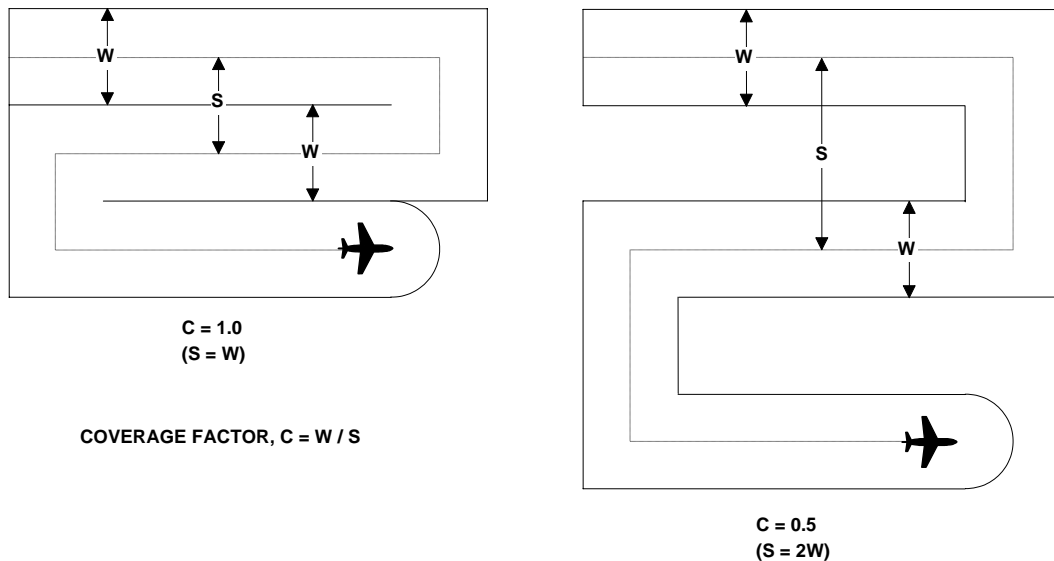 W
S
W
C = 1.0
(S = W)
COVERAGE FACTOR, C = W / S
W
S
W
C = 0.5
(S = 2W)